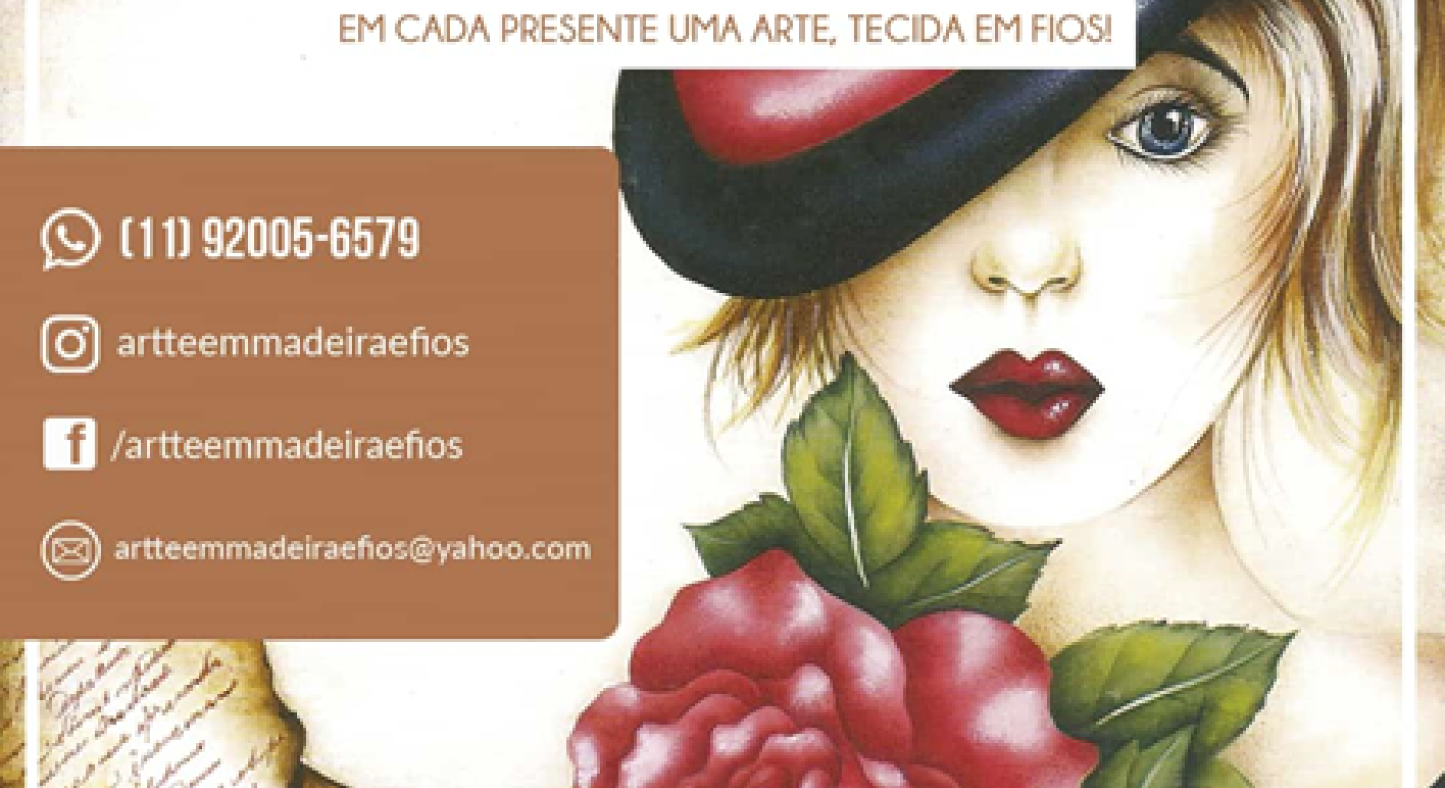 EM CADA PRESENTE UMA ARTE, TECIDA EM FIOS!
(11) 92005-6579
artteemmadeiraefios
/artteemmadeiraefios
artteemmadeiraefios@yahoo.com